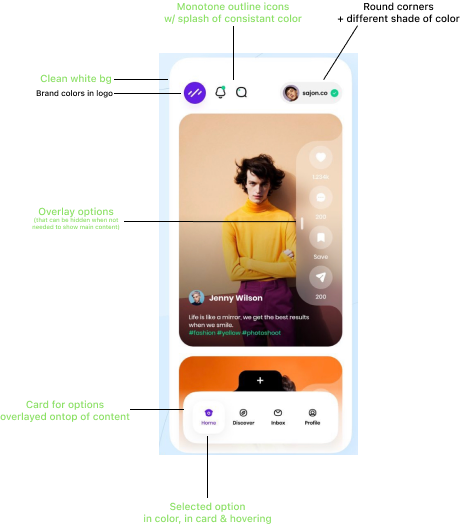 Monotone outline icons
w/ splash of consistant color
Round corners
+ different shade of color
Clean white bg
Brand colors in logo
sajon.co
Overlay options
(that can be hidden when not
needed to show main content)
200
Save
200
Jenny Wilson
Life is like a mirror, we get the best results
when we smile.
#fashion #yellow #photoshoot
+
Card for options
overlayed ontop of content
Home
Discover
Inbox
Profile
Selected option
in color, in card & hovering